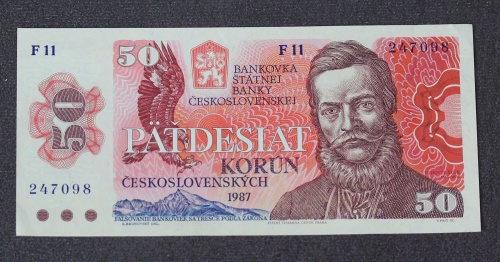 F 11
50
F 11
247098
BANKOVKA
ŠTÁTNEJ
BANKY
ČESKOSLOVENSKEJ
50
PÄŤDESIAT
KORÚN
ČESKOSLOVENSKÝCH
1987
247098
50
FALŠOVANIE BANKOVIEK SA TRESCE PODĽA ZÁKONA